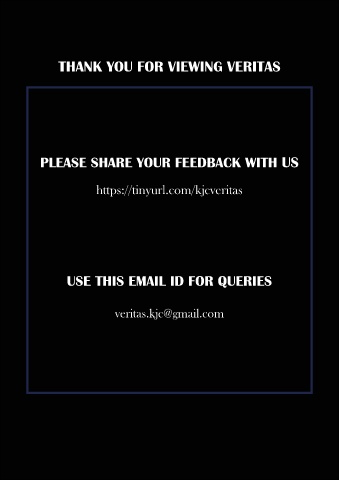 THANK YOU FOR VIEWING VERITAS
PLEASE SHARE YOUR FEEDBACK WITH US
https://tinyurl.com/kjcveritas
USE THIS EMAIL ID FOR QUERIES
veritas.kjc@gmail.com